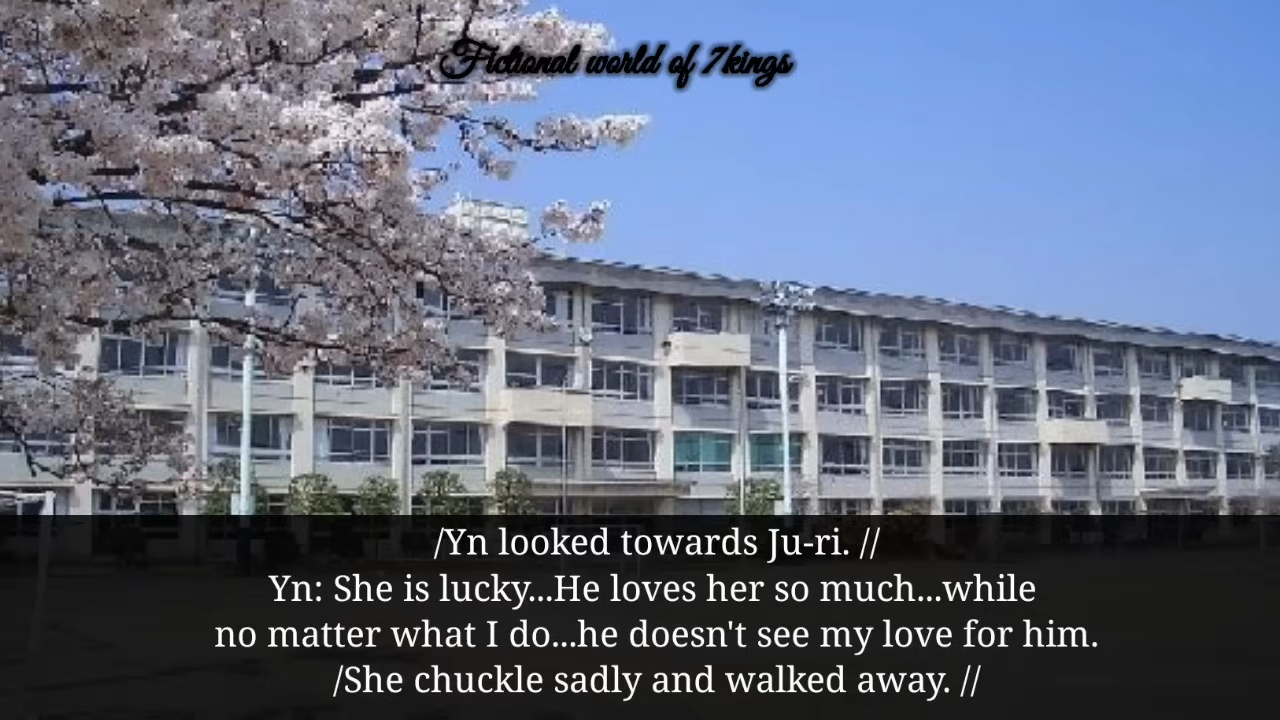 Fictional world of 7kings
/Yn looked towards Ju-ri. //
Yn: She is lucky...He loves her so much...while
no matter what I do...he doesn't see my love for him.
/She chuckle sadly and walked away. //